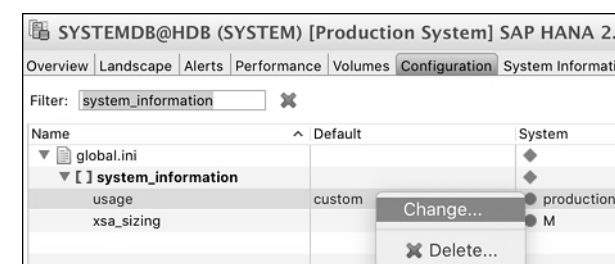 SYSTEMDB@HDB (SYSTEM) [Production System] SAP HANA 2.
Overview Landscape Alerts Performance Volumes Configuration System Informati
Filter: system_information
Name Default System
global.ini
[ ] system_information
usage custom production
xsa_sizing M
Change...
Delete...